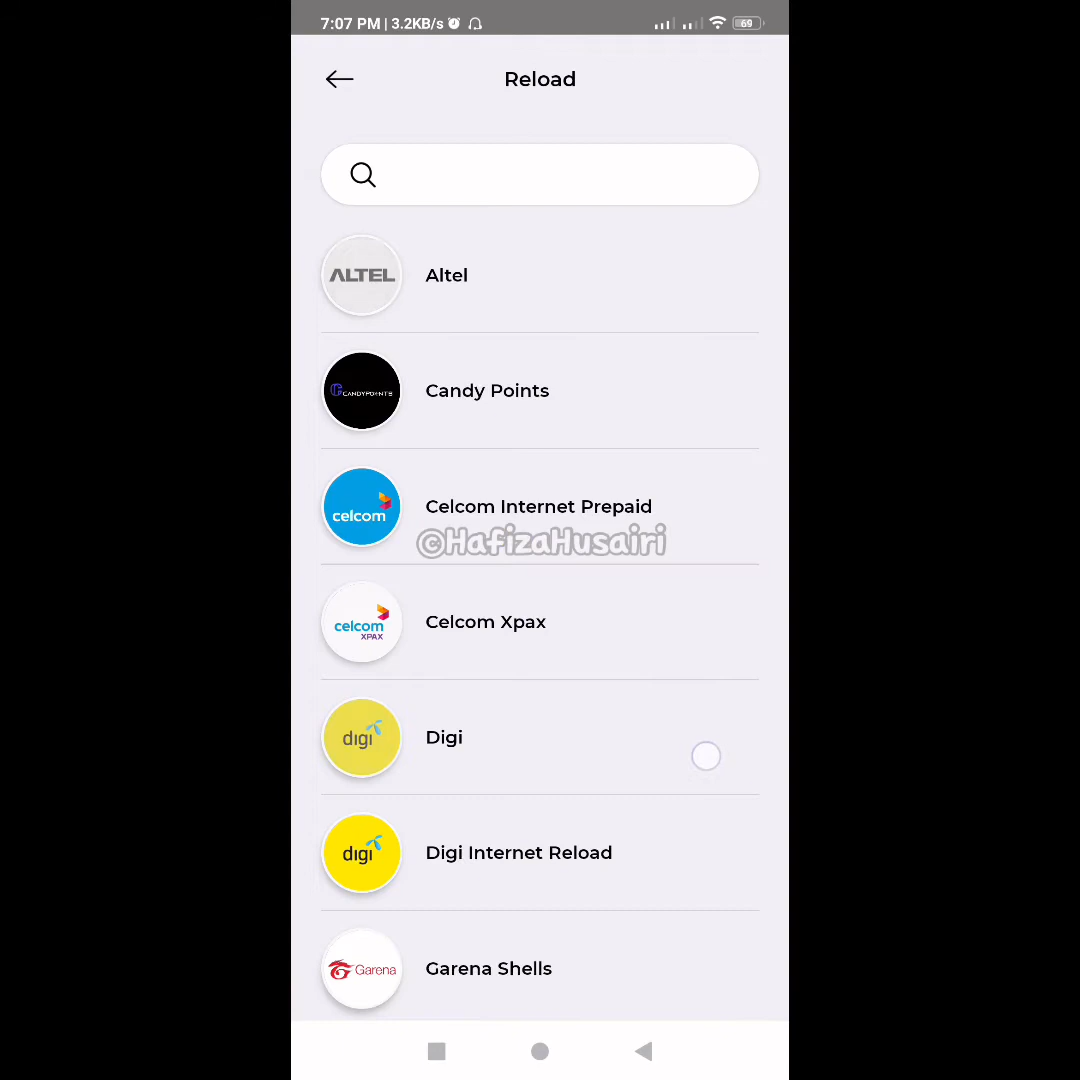 7:07 PM | 3.2KB/s
69
Reload
ALTEL
Altel
CANDYPOINTS
Candy Points
celcom
Celcom Internet Prepaid
©HafizaHusairi
celcom
XPAX
Celcom Xpax
digi
Digi
digi
Digi Internet Reload
Garena
Garena Shells